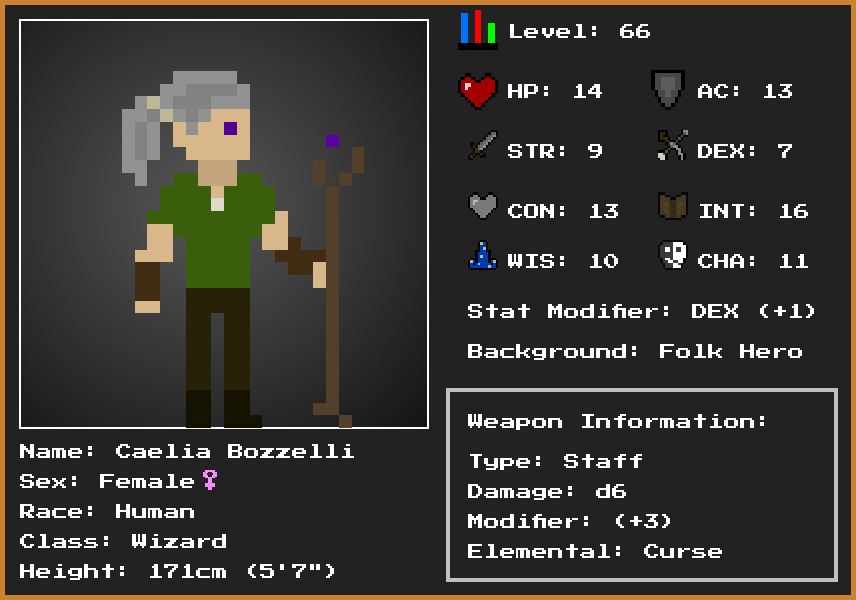 Level: 66
HP: 14
AC: 13
STR: 9
DEX: 7
CON: 13
INT: 16
WIS: 10
CHA: 11
Stat Modifier: DEX (+1)
Background: Folk Hero
Weapon Information:
Type: Staff
Damage: d6
Modifier: (+3)
Elemental: Curse
Name: Caelia Bozzelli
Sex: Female♀
Race: Human
Class: Wizard
Height: 171cm (5'7")